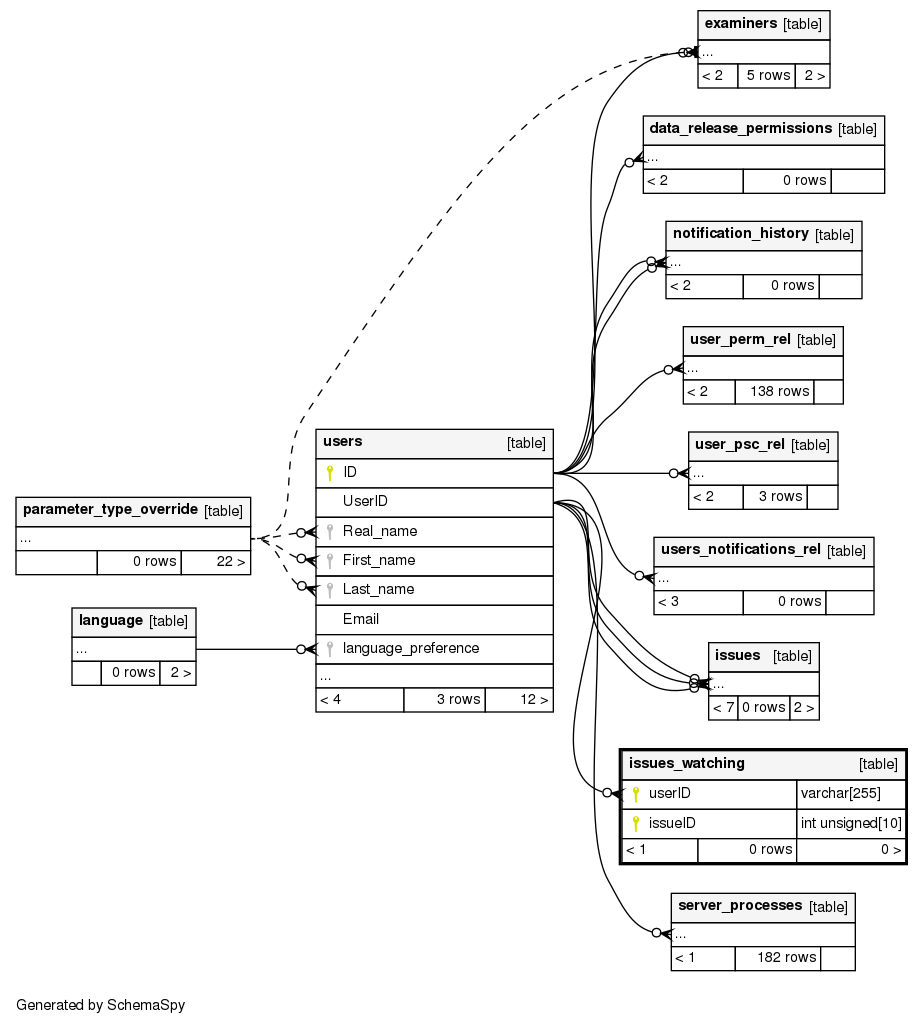 examiners [table]
...
< 2 5 rows 2 >
data_release_permissions [table]
...
< 2 0 rows
notification_history [table]
...
< 2 0 rows
user_perm_rel [table]
...
< 2 138 rows
users [table]
ID
UserID
Real_name
First_name
Last_name
Email
language_preference
...
< 4 3 rows 12 >
user_psc_rel [table]
...
< 2 3 rows
parameter_type_override [table]
...
0 rows 22 >
users_notifications_rel [table]
...
< 3 0 rows
language [table]
...
0 rows 2 >
issues [table]
...
< 7 0 rows 2 >
issues_watching [table]
userID varchar[255]
issueID int unsigned[10]
< 1 0 rows 0 >
server_processes [table]
...
< 1 182 rows
Generated by SchemaSpy